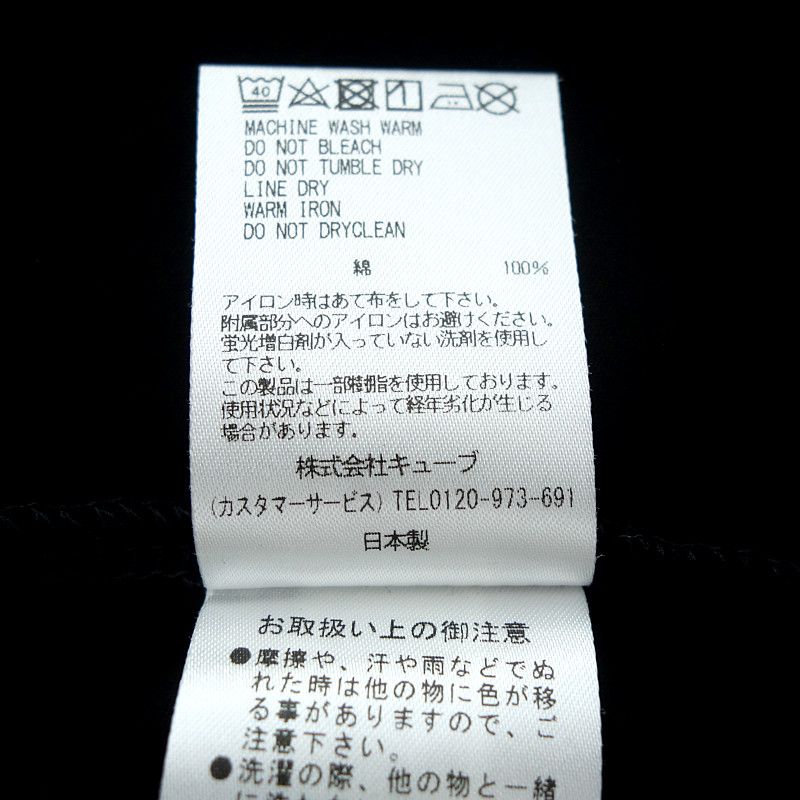 40
MACHINE WASH WARM
DO NOT BLEACH
DO NOT TUMBLE DRY
LINE DRY
WARM IRON
DO NOT DRYCLEAN
綿 100%
アイロン時はあて布をして下さい。
附属部分へのアイロンはお避けください。
蛍光増白剤が入っていない洗剤を使用し
て下さい。
この製品は一部樹脂を使用しております。
使用状況などによって経年劣化が生じる
場合があります。
株式会社キューブ
(カスタマーサービス) TEL0120-973-691
日本製
お取扱い上の御注意
●摩擦や、汗や雨などでぬ
れた時は他の物に色が移
る事がありますので、ご
注意下さい。
●洗濯の際、他の物と一緒